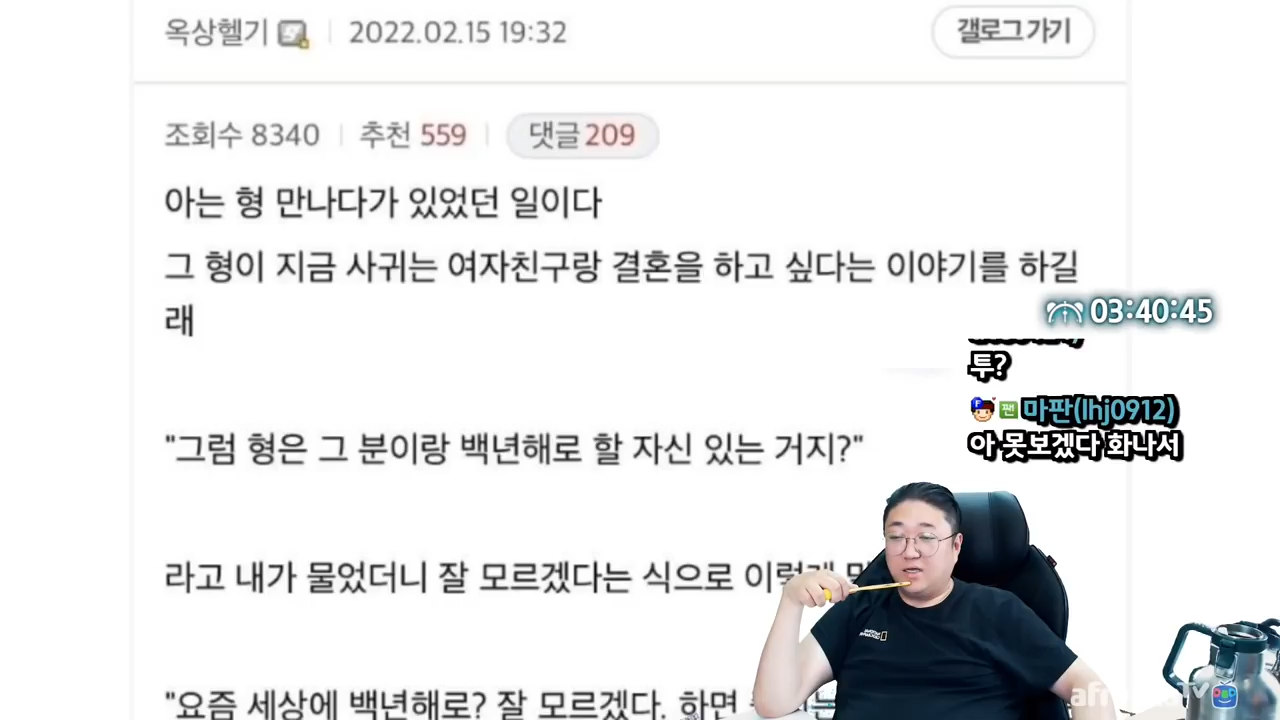 옥상헬기
2022.02.15 19:32
갤로그 가기
조회수 8340
추천 559
댓글 209
아는 형 만나다가 있었던 일이다
그 형이 지금 사귀는 여자친구랑 결혼을 하고 싶다는 이야기를 하길
래
03:40:45
투?
마판(lhj0912)
아 못보겠다 화나서
"그럼 형은 그 분이랑 백년해로 할 자신 있는 거지?"
라고 내가 물었더니 잘 모르겠다는 식으로
"요즘 세상에 백년해로? 잘 모르겠다. 하면